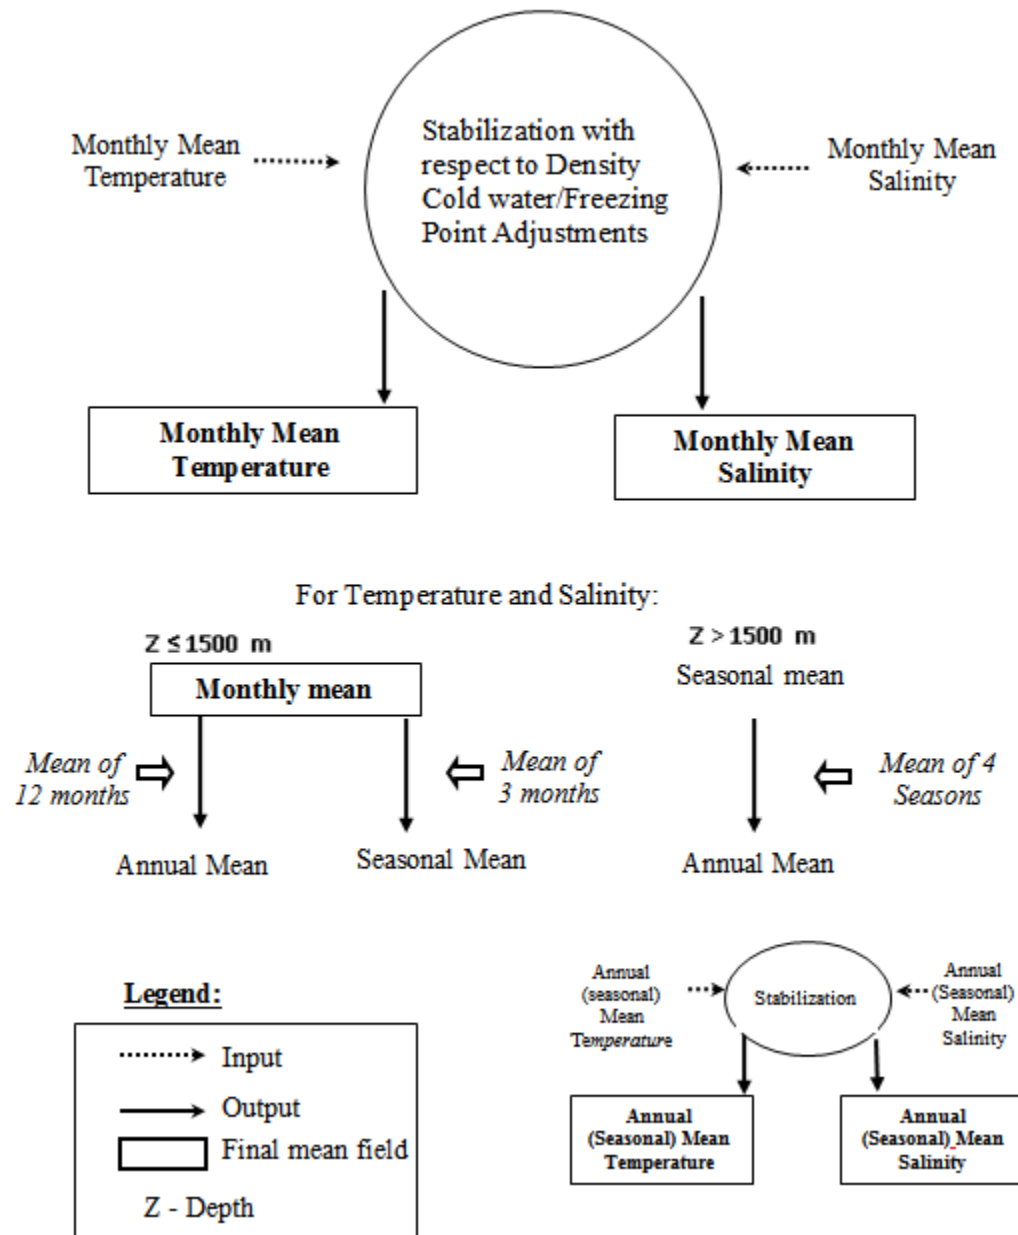 Monthly Mean
Temperature
Stabilization with
respect to Density
Cold water/Freezing
Point Adjustments
Monthly Mean
Salinity
Monthly Mean
Temperature
Monthly Mean
Salinity
For Temperature and Salinity:
Z ≤ 1500 m
Monthly mean
Z > 1500 m
Seasonal mean
Mean of
12 months
Mean of
3 months
Mean of 4
Seasons
Annual Mean
Seasonal Mean
Annual Mean
Legend:
Input
Output
Final mean field
Z - Depth
Annual
(seasonal)
Mean
Temperature
Stabilization
Annual
(Seasonal)
Mean
Salinity
Annual
(Seasonal) Mean
Temperature
Annual
(Seasonal)_Mean
Salinity